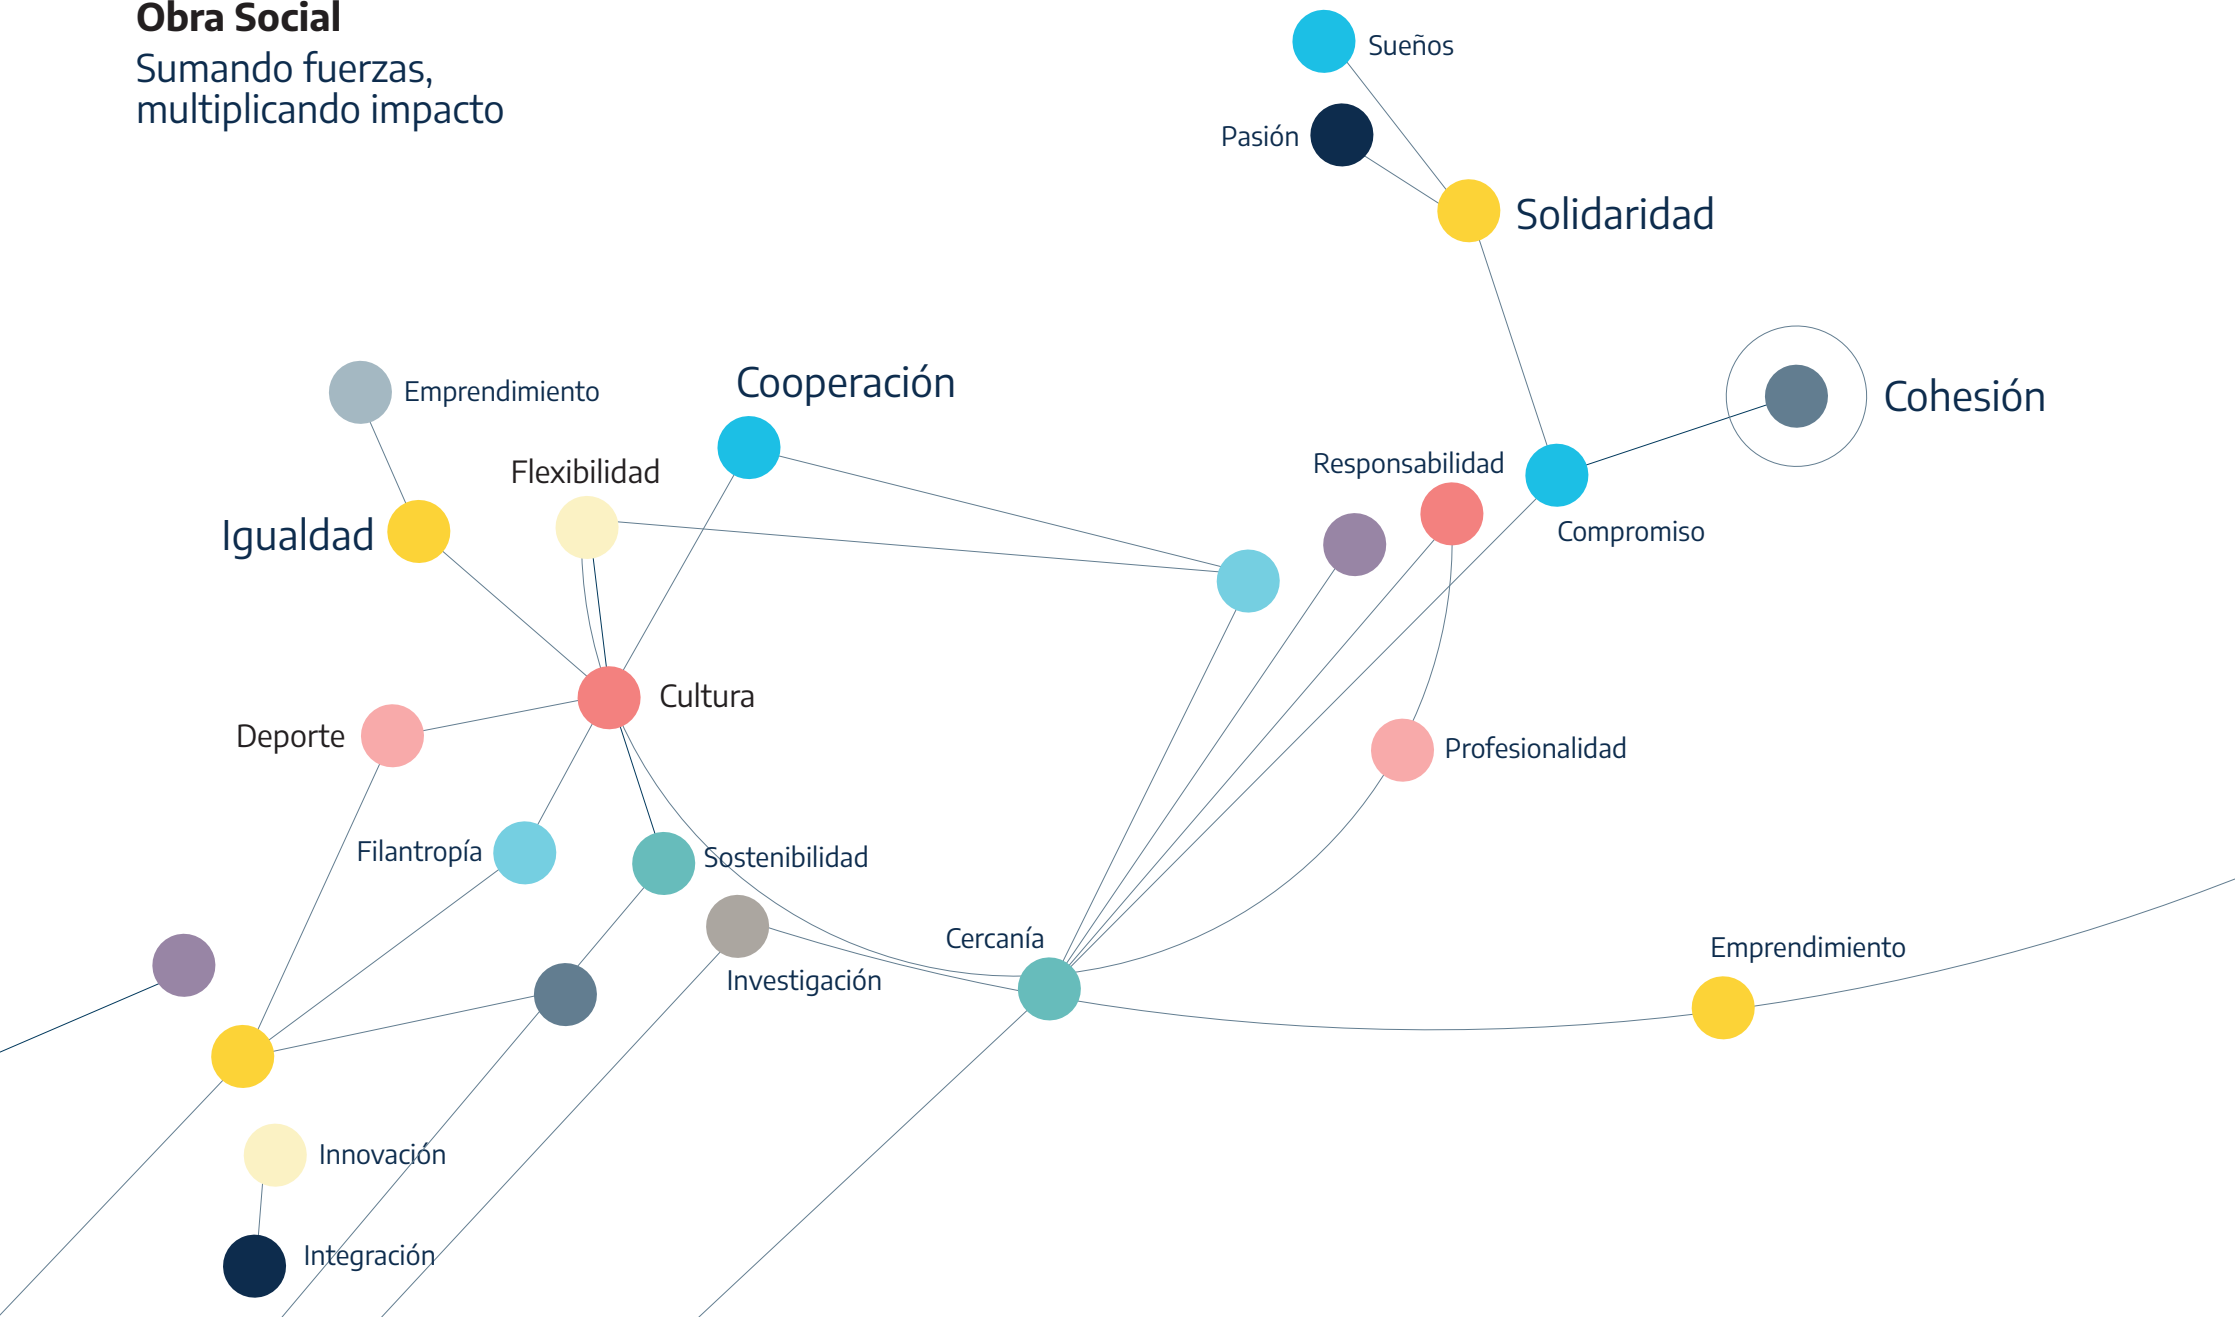 Obra Social
Sumando fuerzas,
multiplicando impacto
Sueños
Pasión
Solidaridad
Cooperación
Emprendimiento
Cohesión
Flexibilidad
Responsabilidad
Igualdad
Compromiso
Cultura
Deporte
Profesionalidad
Filantropía
Sostenibilidad
Cercanía
Emprendimiento
Investigación
Innovación
Integración